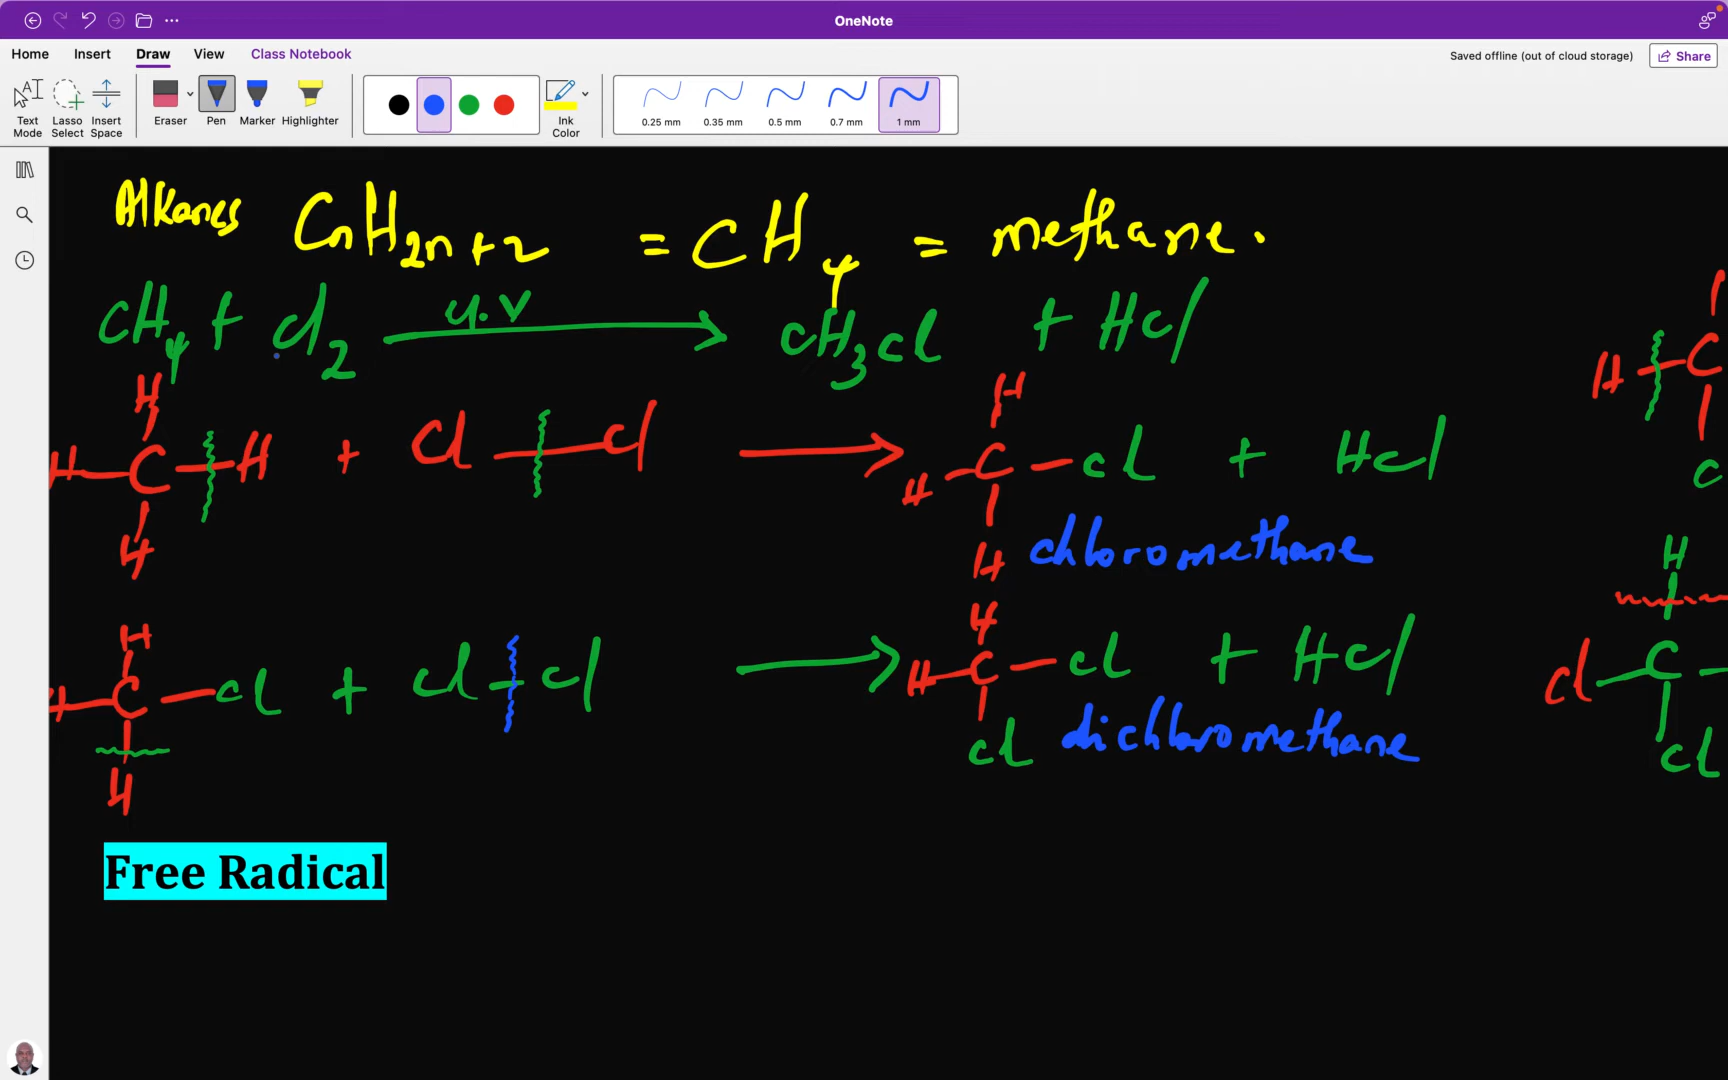 OneNote
Home Insert Draw View Class Notebook
Saved offline (out of cloud storage) Share
Text Mode
Lasso Select
Insert Space
Eraser
Pen
Marker
Highlighter
Ink Color
0.25 mm
0.35 mm
0.5 mm
0.7 mm
1 mm
Alkanes CnH2n+2 = CH4 = methane.
CH4 + Cl2 U.V CH3Cl + HCl
H
H C H + Cl Cl → H C Cl + HCl
H
H
H chloromethane
H
H C Cl + Cl Cl → H C Cl + HCl
H
H
Cl dichloromethane
H C
C
H
Cl C
Cl
Free Radical